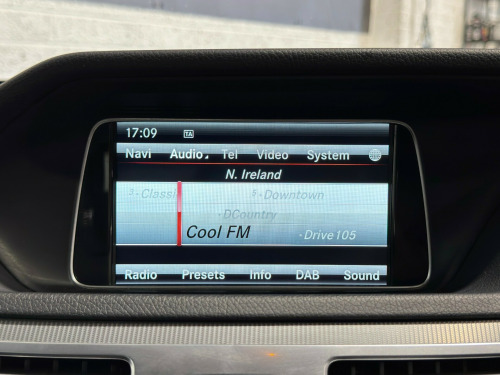 17:09 TA
Navi Audio Tel Video System
N. Ireland
Classi Downtown
DCountry
Cool FM Drive105
Radio Presets Info DAB Sound